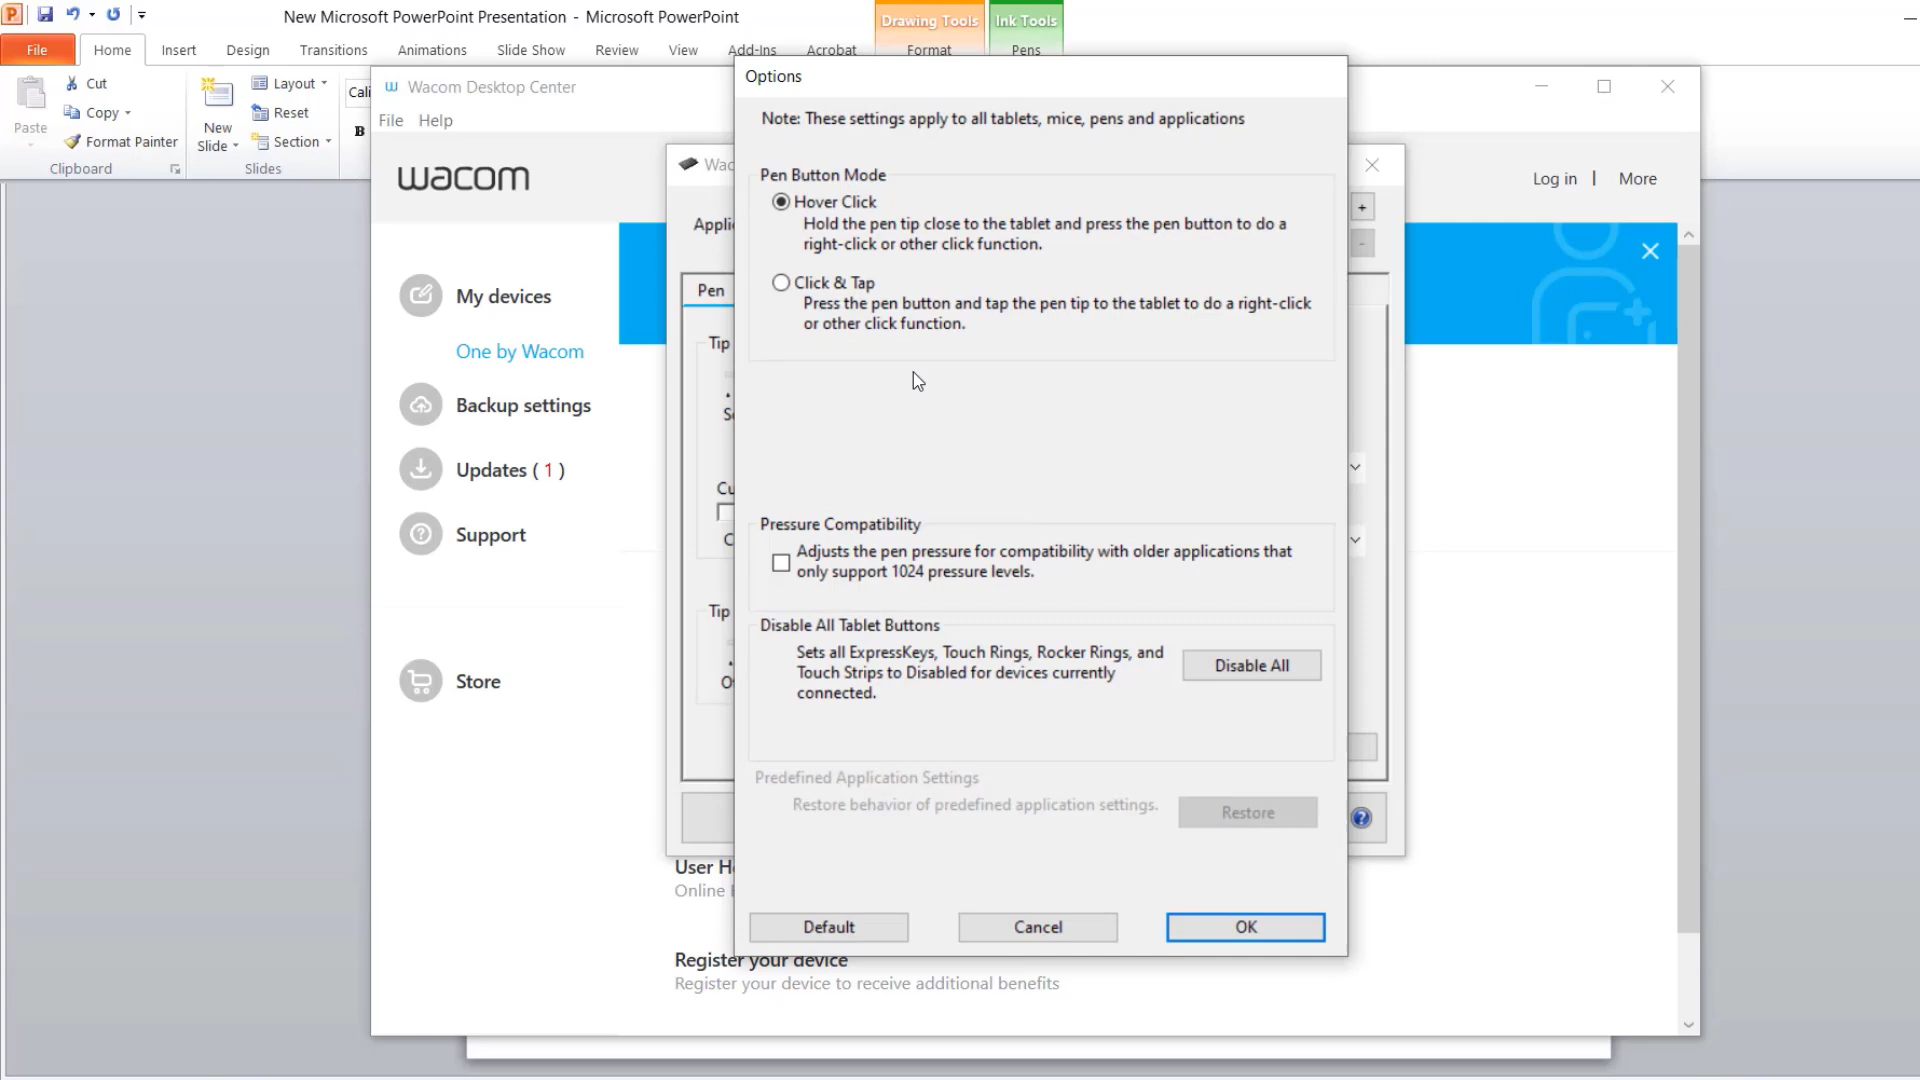 New Microsoft PowerPoint Presentation - Microsoft PowerPoint
Drawing Tools
Ink Tools
File Home Insert Design Transitions Animations Slide Show Review View Add-Ins Acrobat Format Pens
Paste
Cut
Copy
Format Painter
Clipboard
New
Slide
Layout
Reset
Section
Slides
B
Wacom Desktop Center
File Help
wacom
Log in | More
My devices
One by Wacom
Backup settings
Updates ( 1 )
Support
Store
Pen
Tip
Tip
Options
Note: These settings apply to all tablets, mice, pens and applications
Pen Button Mode
Hover Click
Hold the pen tip close to the tablet and press the pen button to do a
right-click or other click function.
Click & Tap
Press the pen button and tap the pen tip to the tablet to do a right-click
or other click function.
Pressure Compatibility
Adjusts the pen pressure for compatibility with older applications that
only support 1024 pressure levels.
Disable All Tablet Buttons
Sets all ExpressKeys, Touch Rings, Rocker Rings, and
Touch Strips to Disabled for devices currently
connected.
Disable All
Predefined Application Settings
Restore behavior of predefined application settings.
Restore
Default
Cancel
OK
User
Online
Register your device
Register your device to receive additional benefits